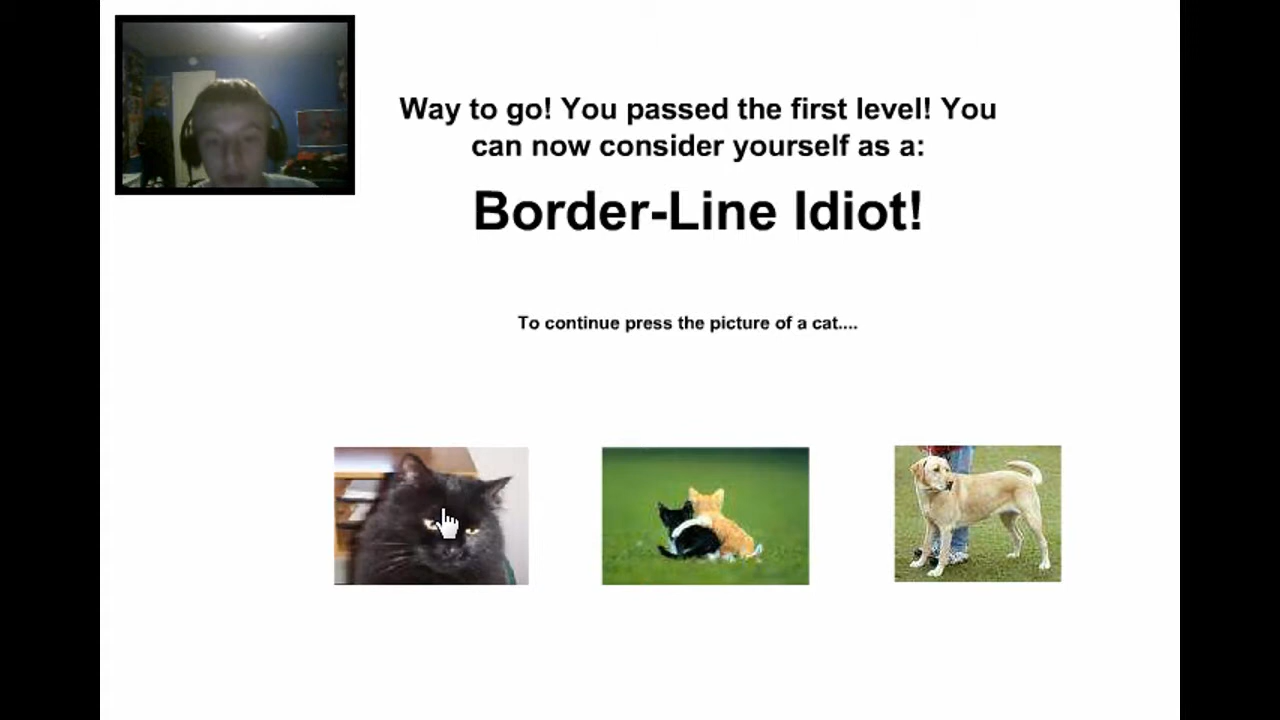 Way to go! You passed the first level! You
can now consider yourself as a:
Border-Line Idiot!
To continue press the picture of a cat....